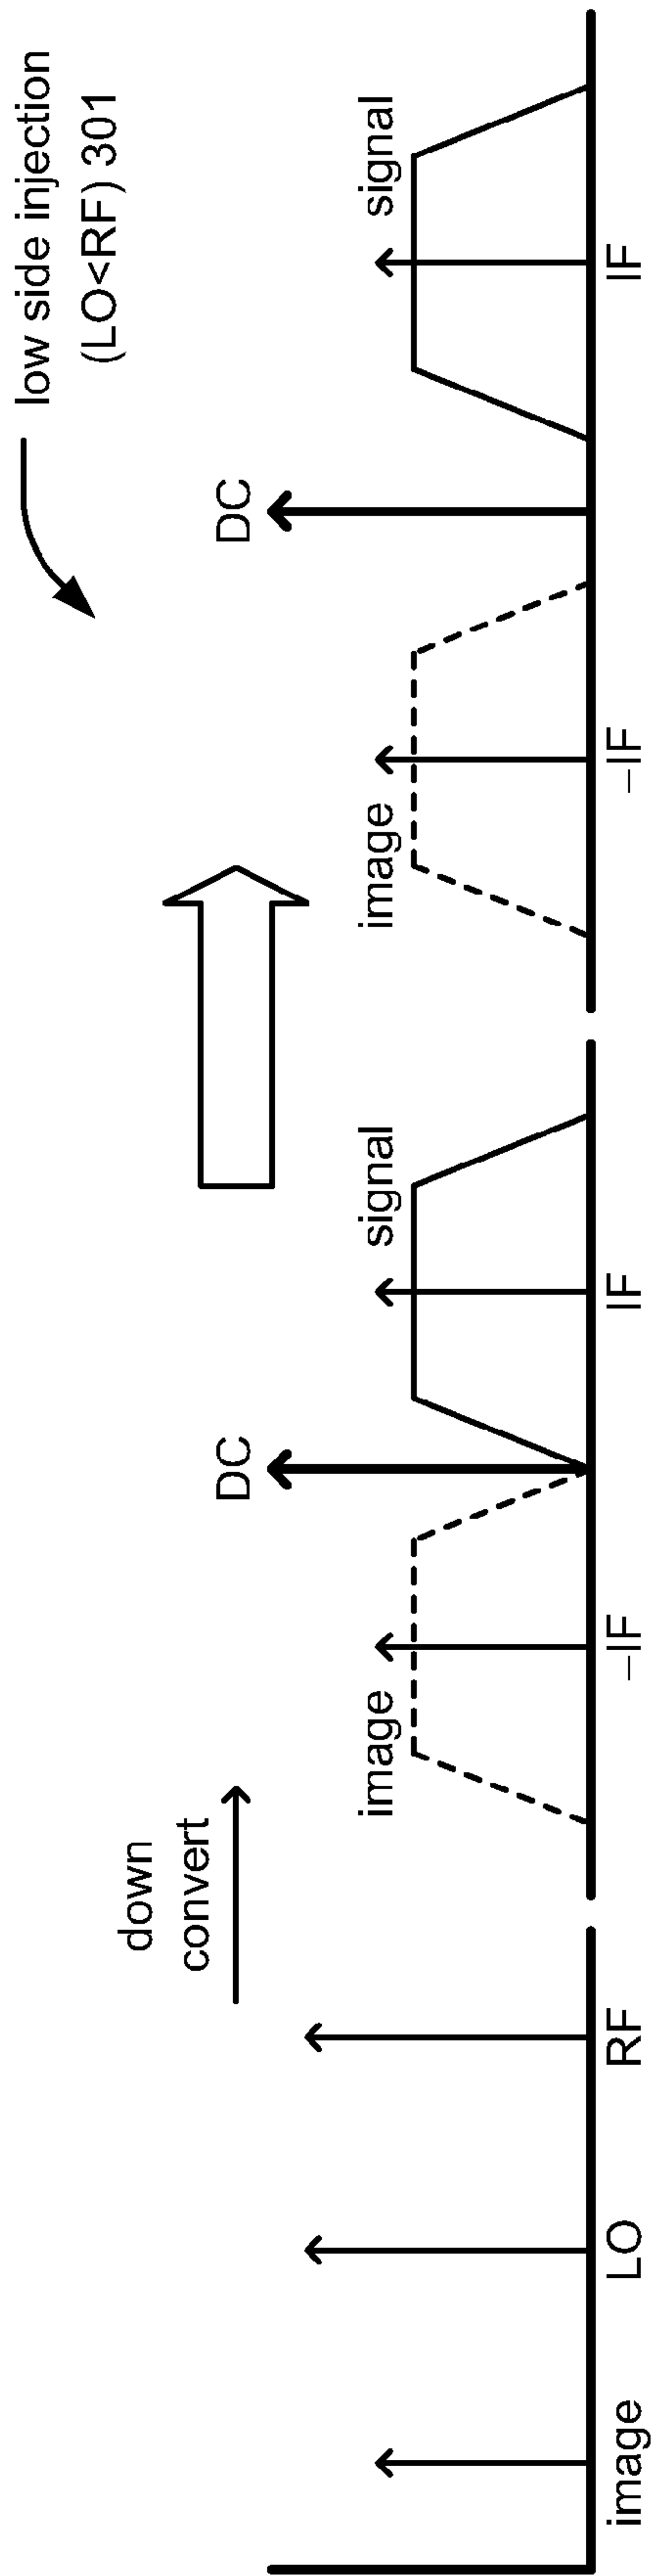 low side injection
(LO<RF) 301
down
convert
image
LO
RF
image
–IF
DC
signal
IF
image
–IF
DC
signal
IF